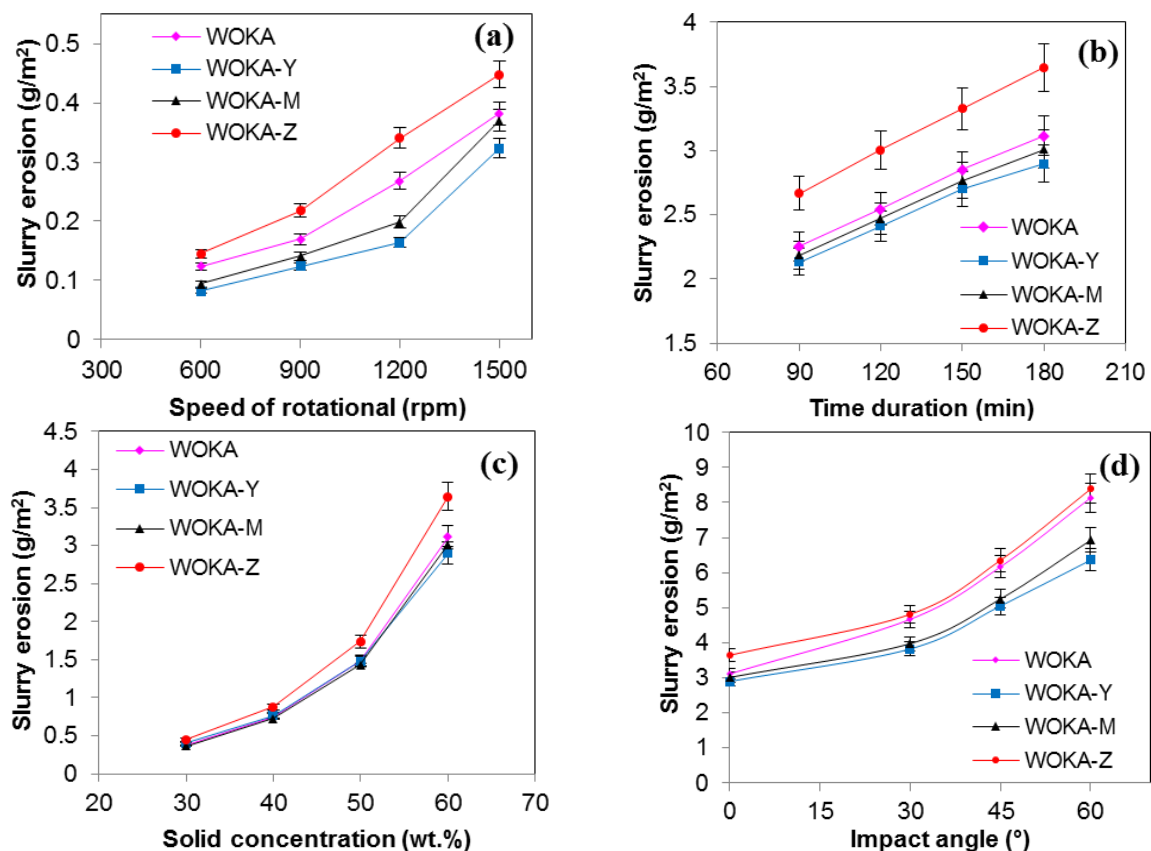 (a)
WOKA
WOKA-Y
WOKA-M
WOKA-Z
Slurry erosion (g/m²)
0.5
0.4
0.3
0.2
0.1
0
300 600 900 1200 1500
Speed of rotational (rpm)
(b)
Slurry erosion (g/m²)
4
3.5
3
2.5
2
1.5
WOKA
WOKA-Y
WOKA-M
WOKA-Z
60 90 120 150 180 210
Time duration (min)
(c)
WOKA
WOKA-Y
WOKA-M
WOKA-Z
Slurry erosion (g/m²)
4.5
4
3.5
3
2.5
2
1.5
1
0.5
0
20 30 40 50 60 70
Solid concentration (wt.%)
(d)
Slurry erosion (g/m²)
10
9
8
7
6
5
4
3
2
1
0
WOKA
WOKA-Y
WOKA-M
WOKA-Z
0 15 30 45 60
Impact angle (°)